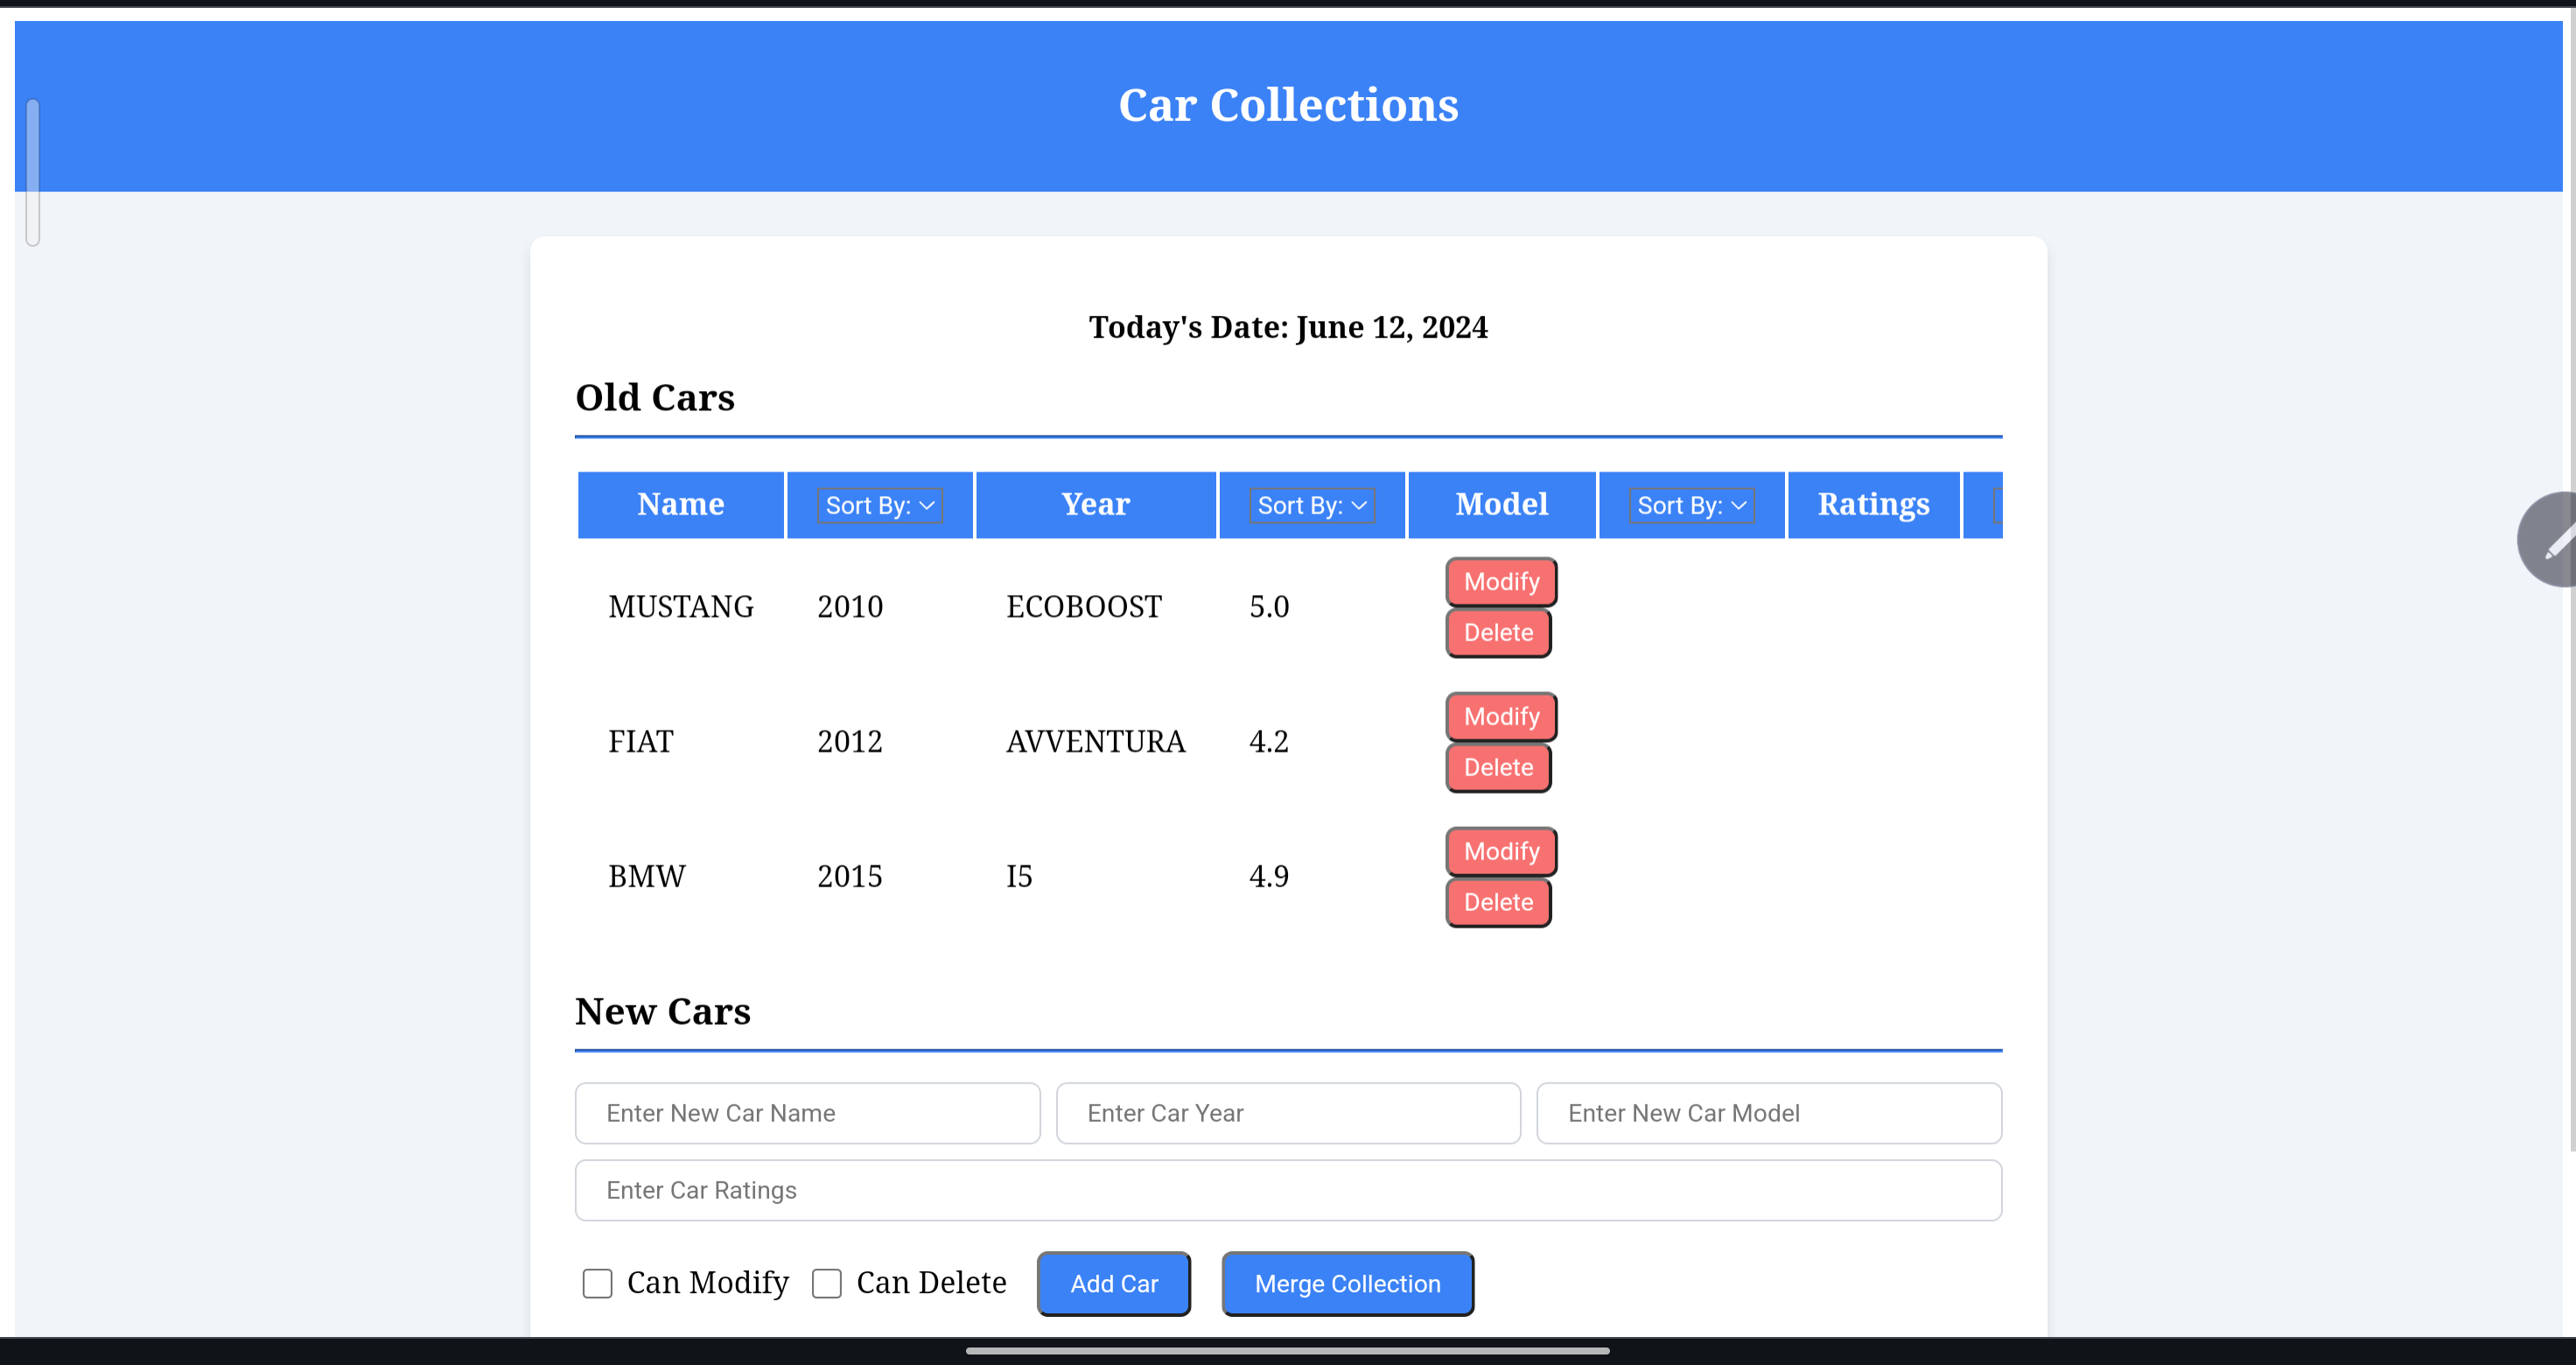 Car Collections
Today's Date: June 12, 2024
Old Cars
Name Sort By: Year Sort By: Model Sort By: Ratings
MUSTANG 2010 ECOBOOST 5.0 Modify
Delete
FIAT 2012 AVVENTURA 4.2 Modify
Delete
BMW 2015 I5 4.9 Modify
Delete
New Cars
Enter New Car Name Enter Car Year Enter New Car Model
Enter Car Ratings
Can Modify Can Delete Add Car Merge Collection